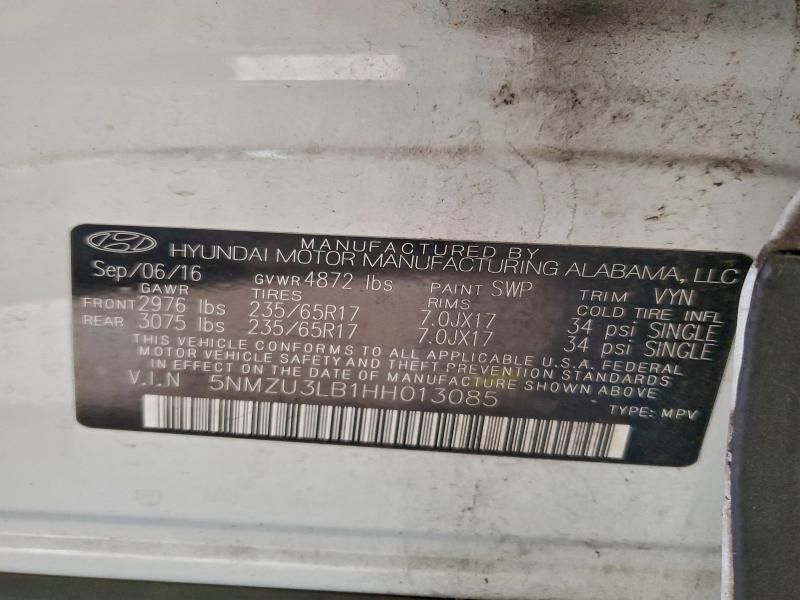 MANUFACTURED BY
HYUNDAI MOTOR MANUFACTURING ALABAMA, LLC
Sep/06/16 GVWR 4872 lbs PAINT SWP TRIM VYN
GAWR TIRES RIMS COLD TIRE INFL
FRONT 2976 lbs 235/65R17 7.0JX17 34 psi SINGLE
REAR 3075 lbs 235/65R17 7.0JX17 34 psi SINGLE
THIS VEHICLE CONFORMS TO ALL APPLICABLE U.S.A. FEDERAL
MOTOR VEHICLE SAFETY AND THEFT PREVENTION STANDARDS
IN EFFECT ON THE DATE OF MANUFACTURE SHOWN ABOVE
V.I.N 5NMZU3LB1HH013085
TYPE: MPV